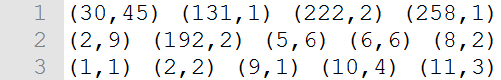 1 (30,45) (131,1) (222,2) (258,1)
2 (2,9) (192,2) (5,6) (6,6) (8,2)
3 (1,1) (2,2) (9,1) (10,4) (11,3)